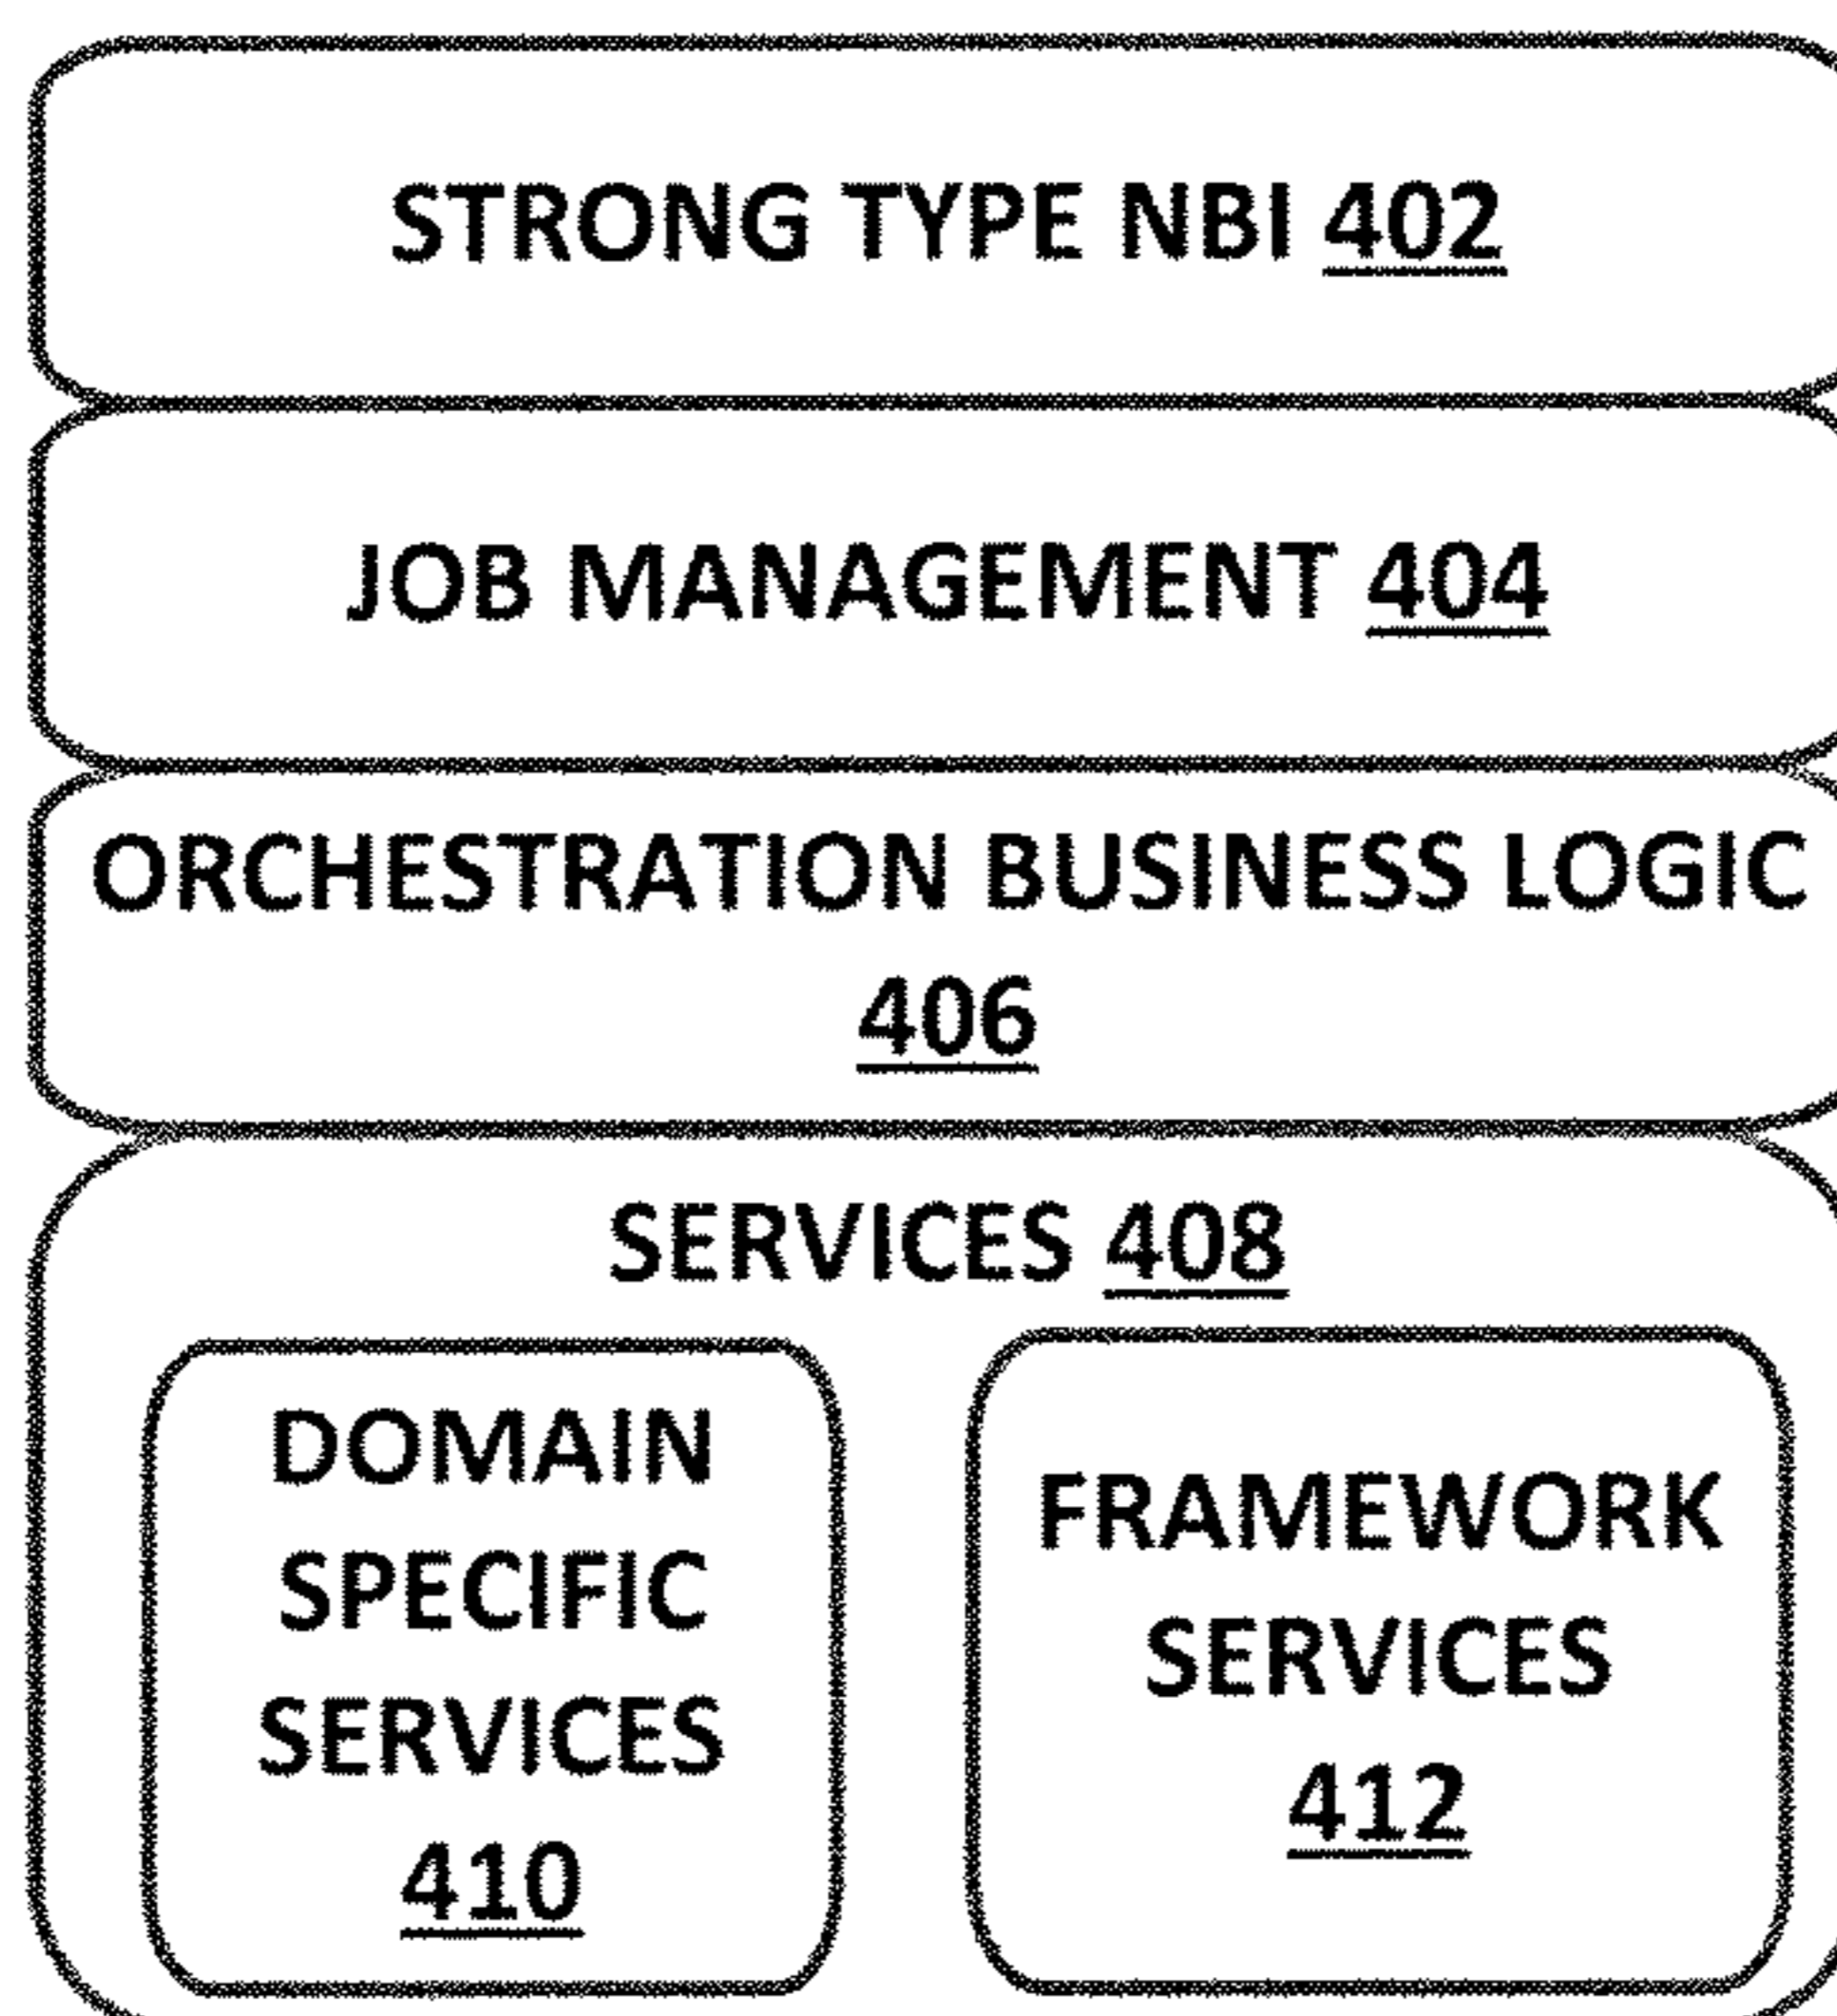 STRONG TYPE NBI 402
JOB MANAGEMENT 404
ORCHESTRATION BUSINESS LOGIC
406
SERVICES 408
DOMAIN
SPECIFIC
SERVICES
410
FRAMEWORK
SERVICES
412